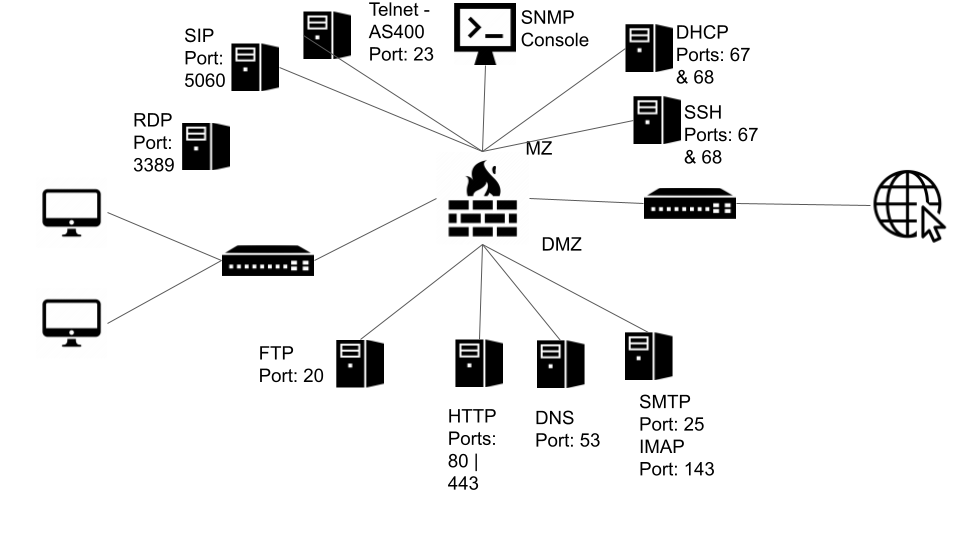 Telnet -
AS400
Port: 23
SNMP
Console
SIP
Port:
5060
DHCP
Ports: 67
& 68
RDP
Port:
3389
SSH
Ports: 67
& 68
MZ
DMZ
FTP
Port: 20
HTTP
Ports:
80 |
443
DNS
Port: 53
SMTP
Port: 25
IMAP
Port: 143